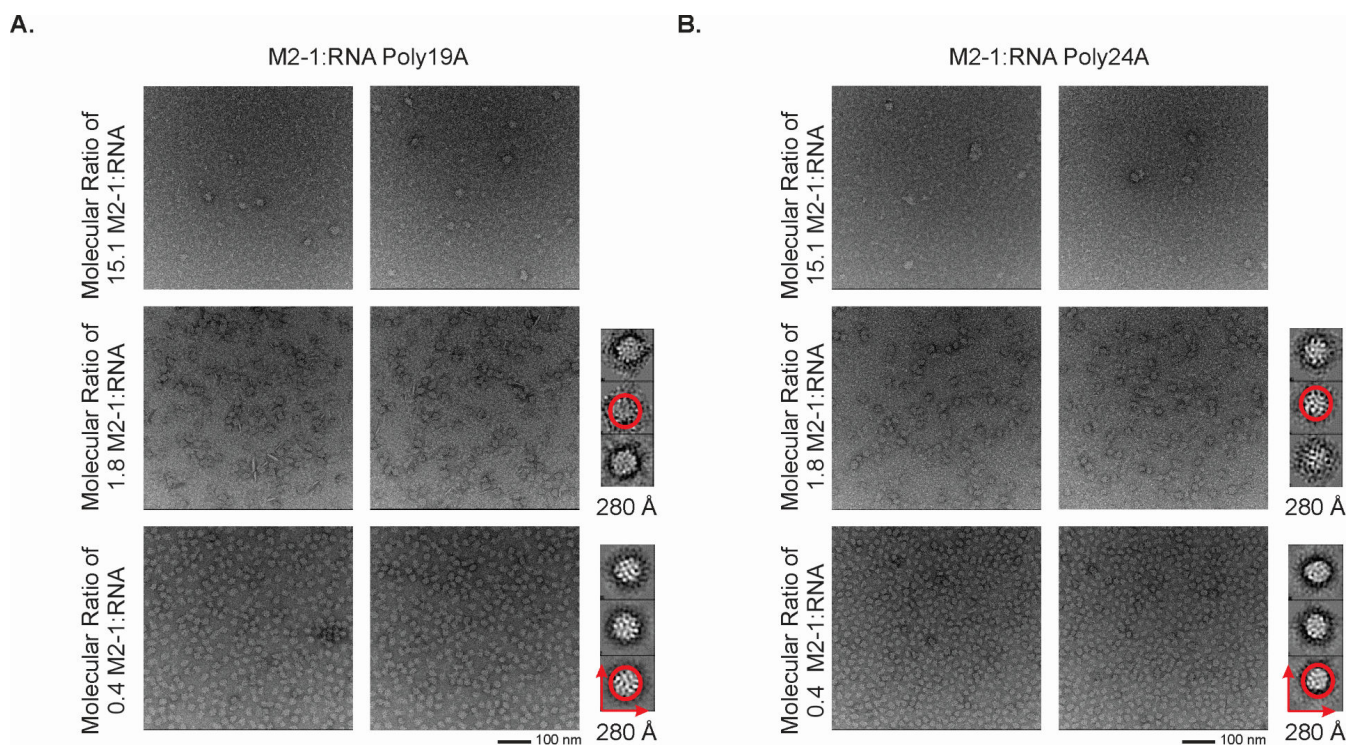 A.
M2-1:RNA Poly19A
Molecular Ratio of
15.1 M2-1:RNA
Molecular Ratio of
1.8 M2-1:RNA
280 Å
Molecular Ratio of
0.4 M2-1:RNA
280 Å
100 nm
B.
M2-1:RNA Poly24A
Molecular Ratio of
15.1 M2-1:RNA
Molecular Ratio of
1.8 M2-1:RNA
280 Å
Molecular Ratio of
0.4 M2-1:RNA
280 Å
100 nm